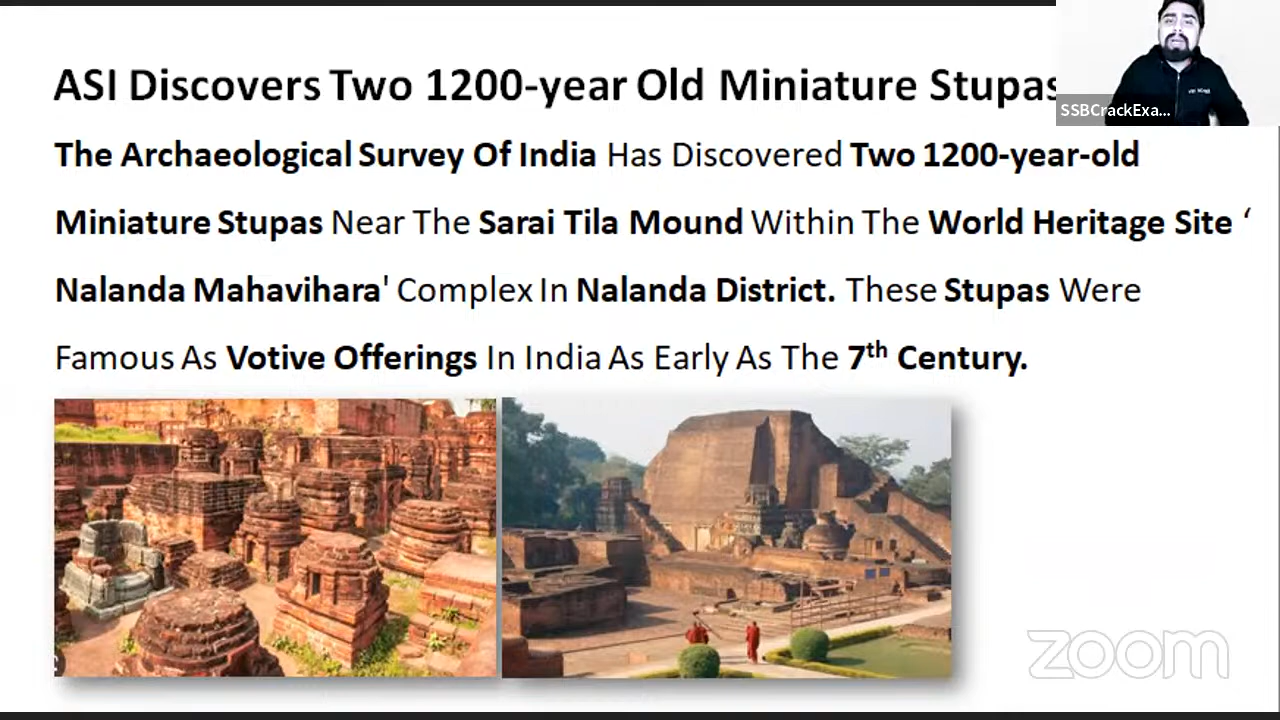 ASI Discovers Two 1200-year Old Miniature Stupas
SSBCrackExa...
The Archaeological Survey Of India Has Discovered Two 1200-year-old
Miniature Stupas Near The Sarai Tila Mound Within The World Heritage Site ‘
Nalanda Mahavihara' Complex In Nalanda District. These Stupas Were
Famous As Votive Offerings In India As Early As The 7th Century.
zoom